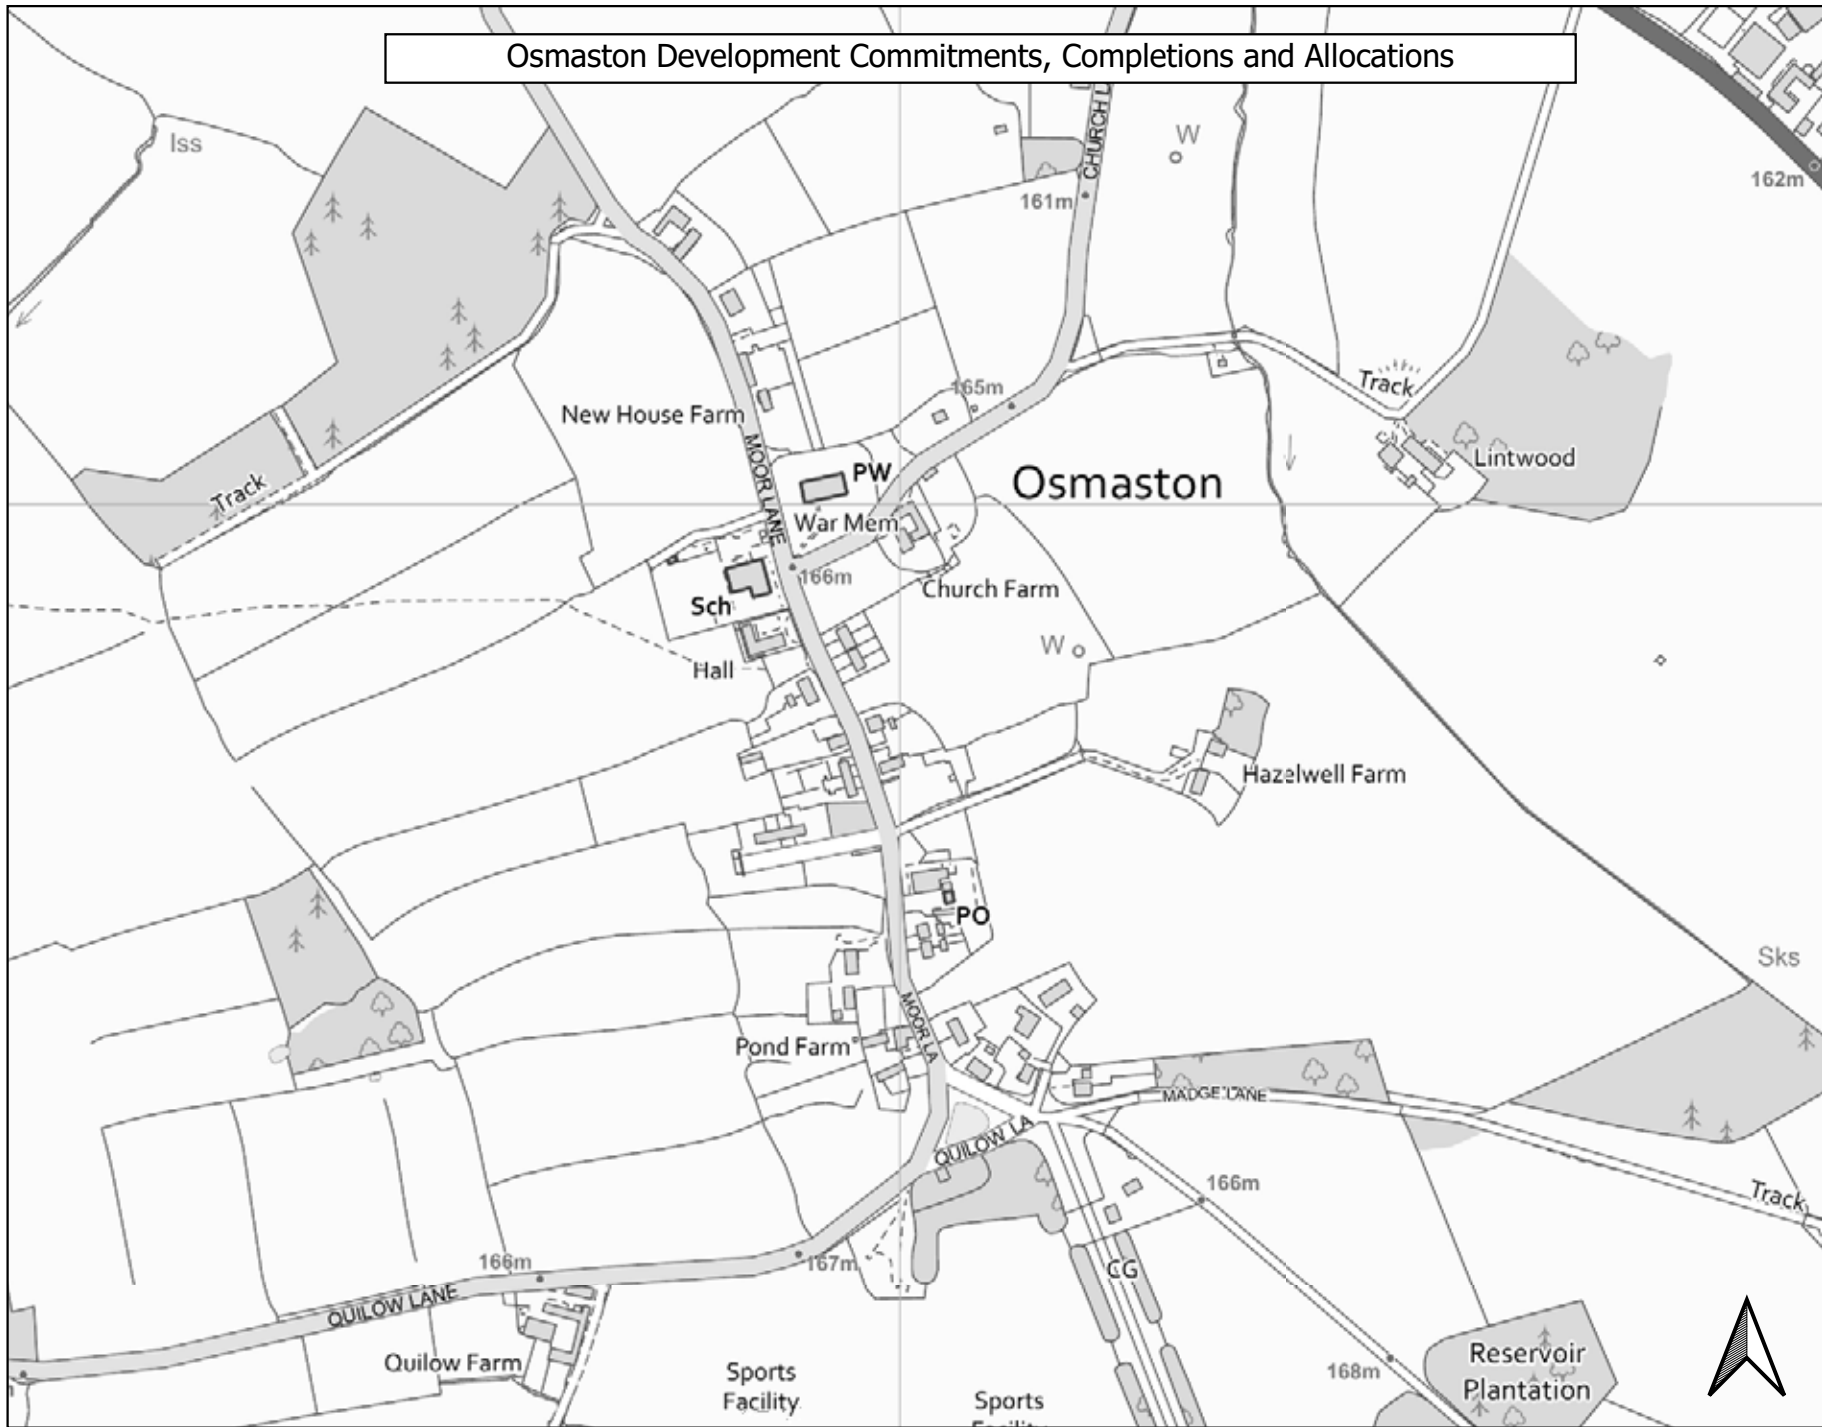 Osmaston Development Commitments, Completions and Allocations
Iss
CHURCH L
W
162m
161m
165m
Track
New House Farm
MOOR LANE
PW
Osmaston
Lintwood
Track
War Mem
166m
Church Farm
Sch
W
Hall
Hazelwell Farm
PO
Sks
MOOR LA
Pond Farm
MADGE LANE
QUILOW LA
166m
Track
166m
167m
CG
QUILOW LANE
Quilow Farm
Sports
Facility
168m
Reservoir
Plantation
Sports
Facility